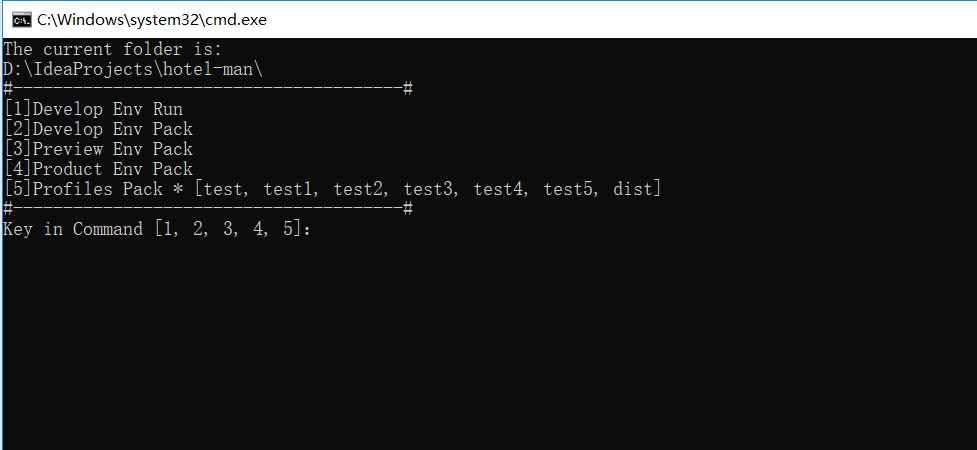 C:\Windows\system32\cmd.exe
The current folder is:
D:\IdeaProjects\hotel-man\
#---------------------------------------#
[1]Develop Env Run
[2]Develop Env Pack
[3]Preview Env Pack
[4]Product Env Pack
[5]Profiles Pack * [test, test1, test2, test3, test4, test5, dist]
#---------------------------------------#
Key in Command [1, 2, 3, 4, 5]: